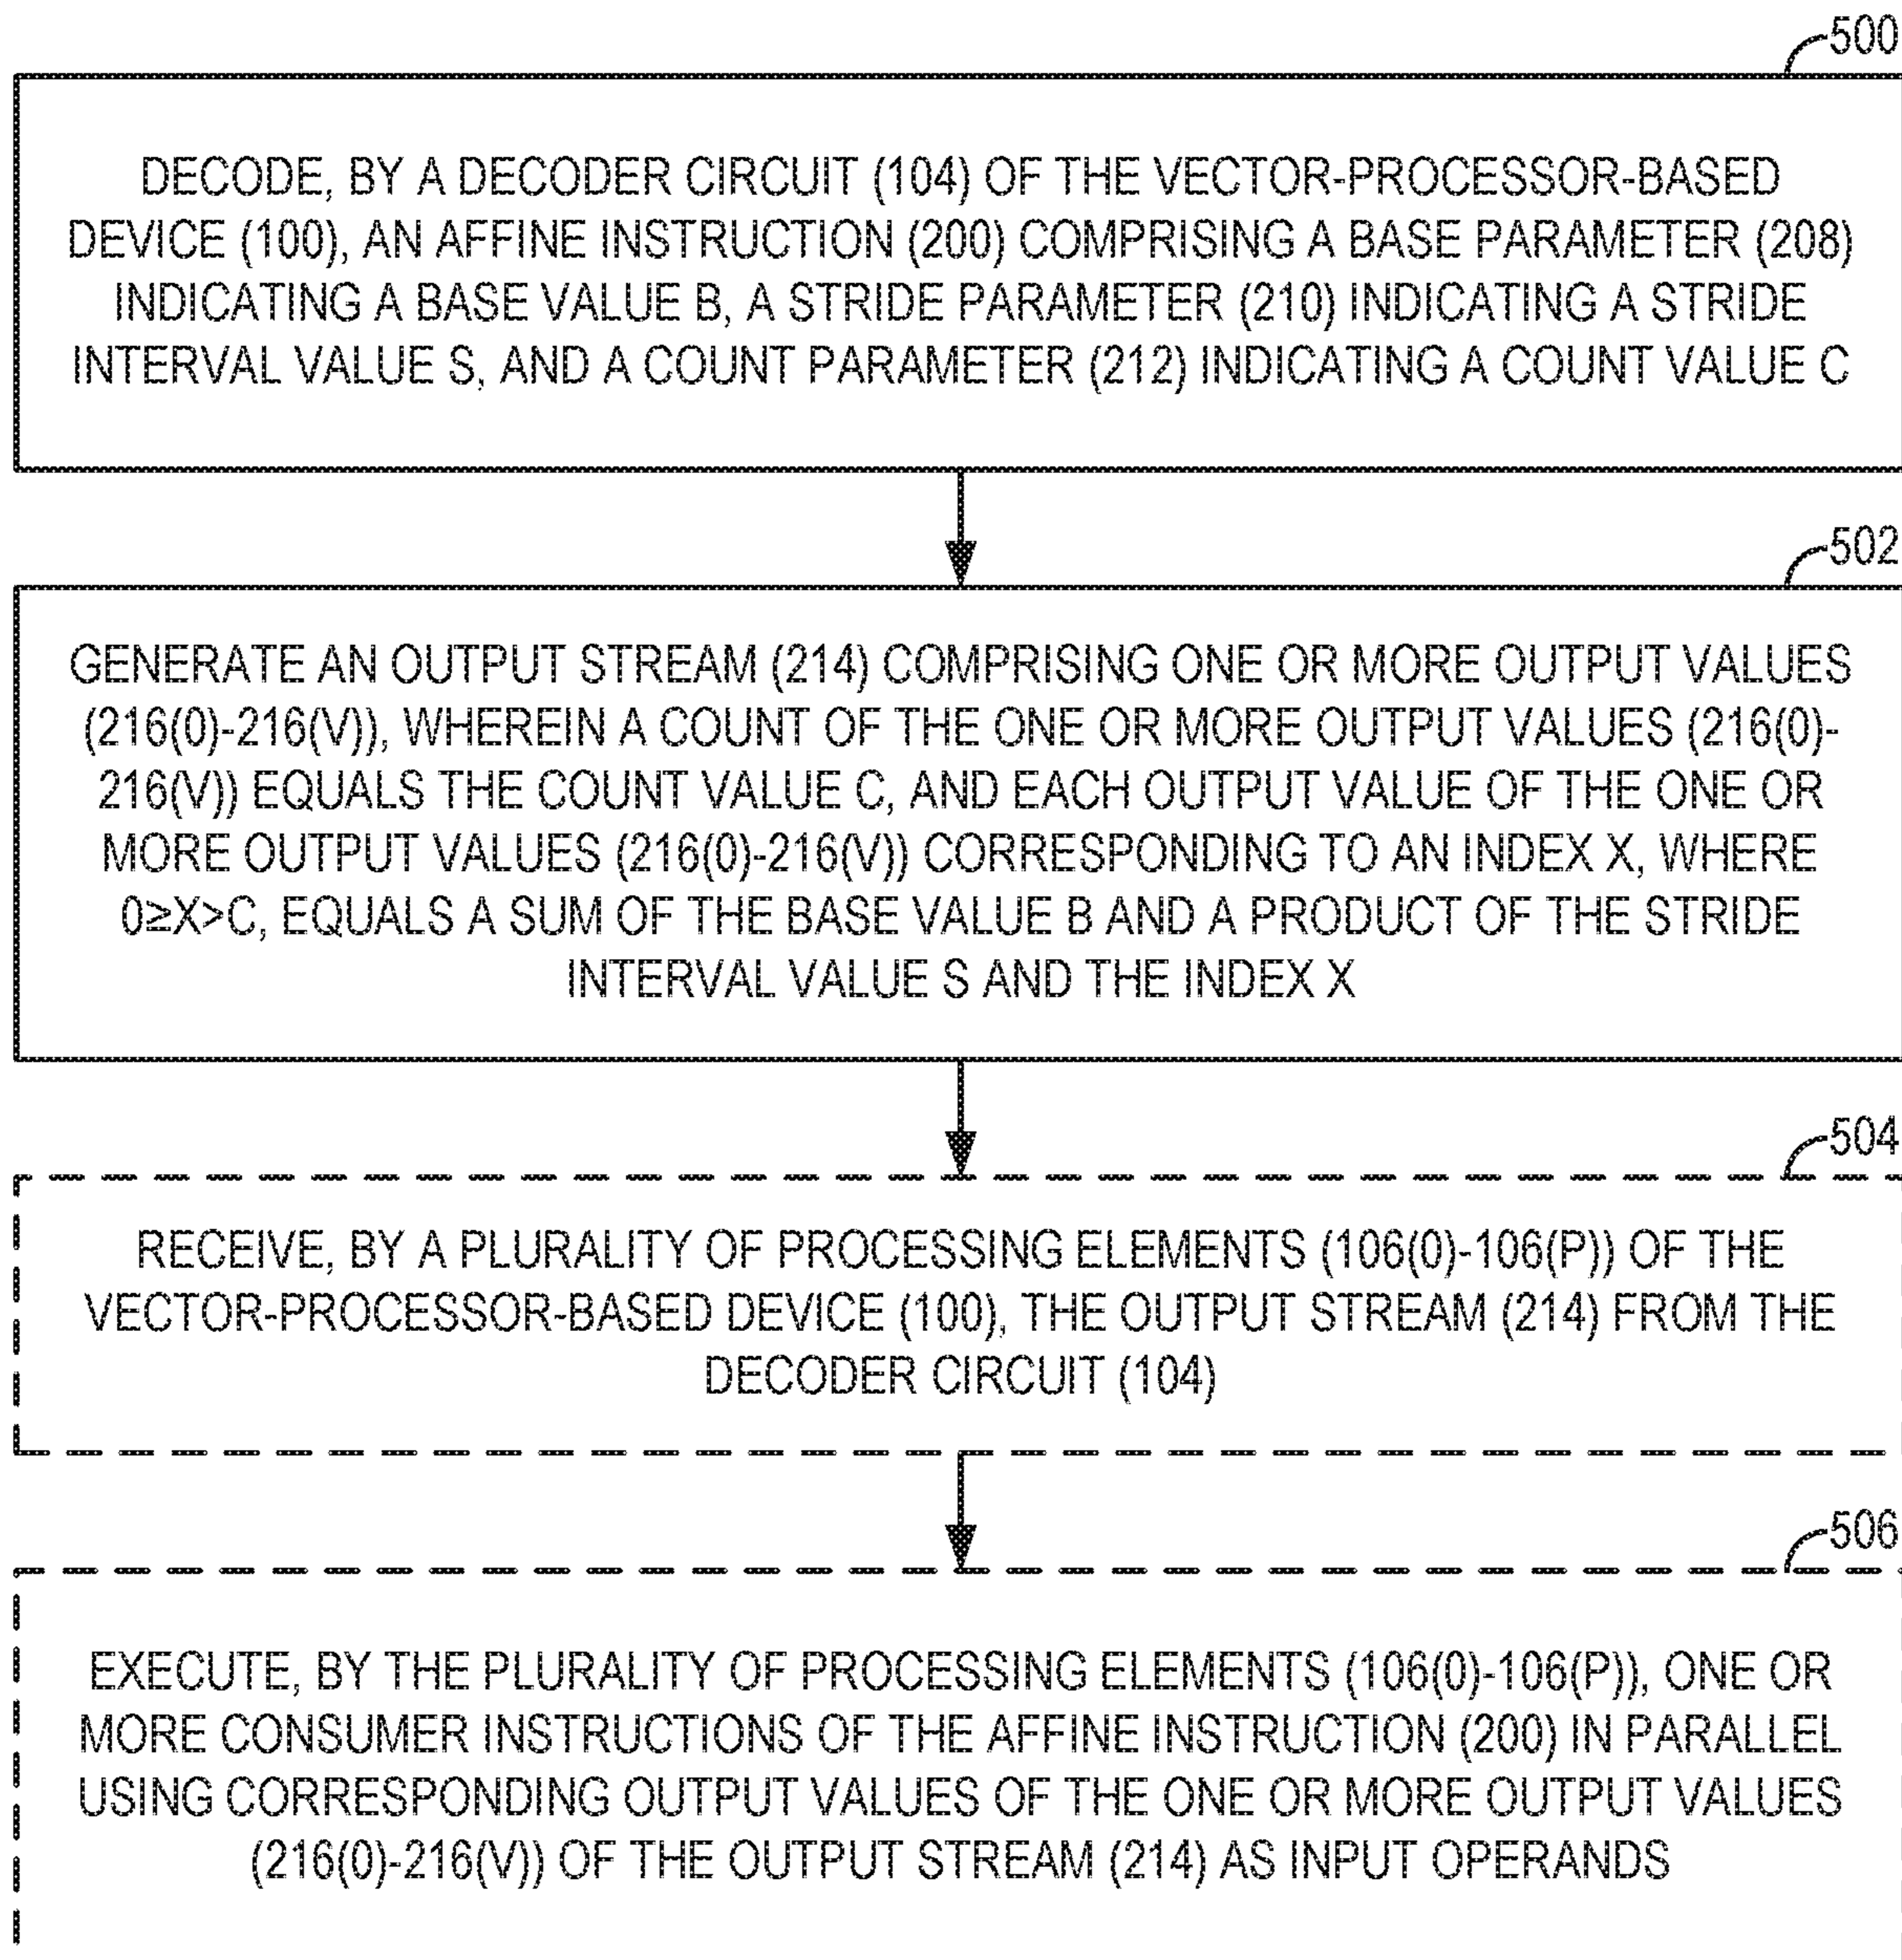 500
DECODE, BY A DECODER CIRCUIT (104) OF THE VECTOR-PROCESSOR-BASED
DEVICE (100), AN AFFINE INSTRUCTION (200) COMPRISING A BASE PARAMETER (208)
INDICATING A BASE VALUE B, A STRIDE PARAMETER (210) INDICATING A STRIDE
INTERVAL VALUE S, AND A COUNT PARAMETER (212) INDICATING A COUNT VALUE C
502
GENERATE AN OUTPUT STREAM (214) COMPRISING ONE OR MORE OUTPUT VALUES
(216(0)-216(V)), WHEREIN A COUNT OF THE ONE OR MORE OUTPUT VALUES (216(0)-
216(V)) EQUALS THE COUNT VALUE C, AND EACH OUTPUT VALUE OF THE ONE OR
MORE OUTPUT VALUES (216(0)-216(V)) CORRESPONDING TO AN INDEX X, WHERE
0≥X>C, EQUALS A SUM OF THE BASE VALUE B AND A PRODUCT OF THE STRIDE
INTERVAL VALUE S AND THE INDEX X
504
RECEIVE, BY A PLURALITY OF PROCESSING ELEMENTS (106(0)-106(P)) OF THE
VECTOR-PROCESSOR-BASED DEVICE (100), THE OUTPUT STREAM (214) FROM THE
DECODER CIRCUIT (104)
506
EXECUTE, BY THE PLURALITY OF PROCESSING ELEMENTS (106(0)-106(P)), ONE OR
MORE CONSUMER INSTRUCTIONS OF THE AFFINE INSTRUCTION (200) IN PARALLEL
USING CORRESPONDING OUTPUT VALUES OF THE ONE OR MORE OUTPUT VALUES
(216(0)-216(V)) OF THE OUTPUT STREAM (214) AS INPUT OPERANDS